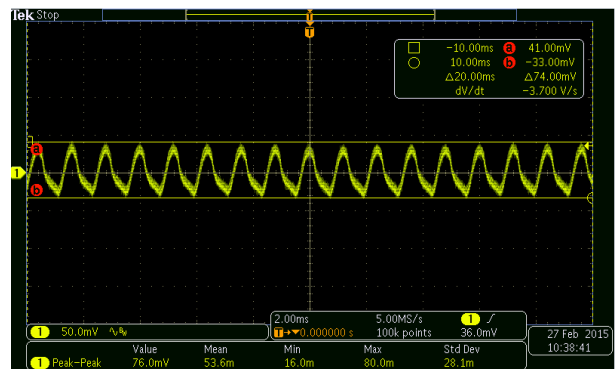 Tek Stop
T
T
-10.00ms a 41.00mV
10.00ms b -33.00mV
△20.00ms △74.00mV
dV/dt -3.700 V/s
a
1
b
1 50.0mV
2.00ms 5.00MS/s 1
T→▼0.000000 s 100k points 36.0mV
27 Feb 2015
10:38:41
Value Mean Min Max Std Dev
1 Peak-Peak 76.0mV 53.6m 16.0m 80.0m 28.1m